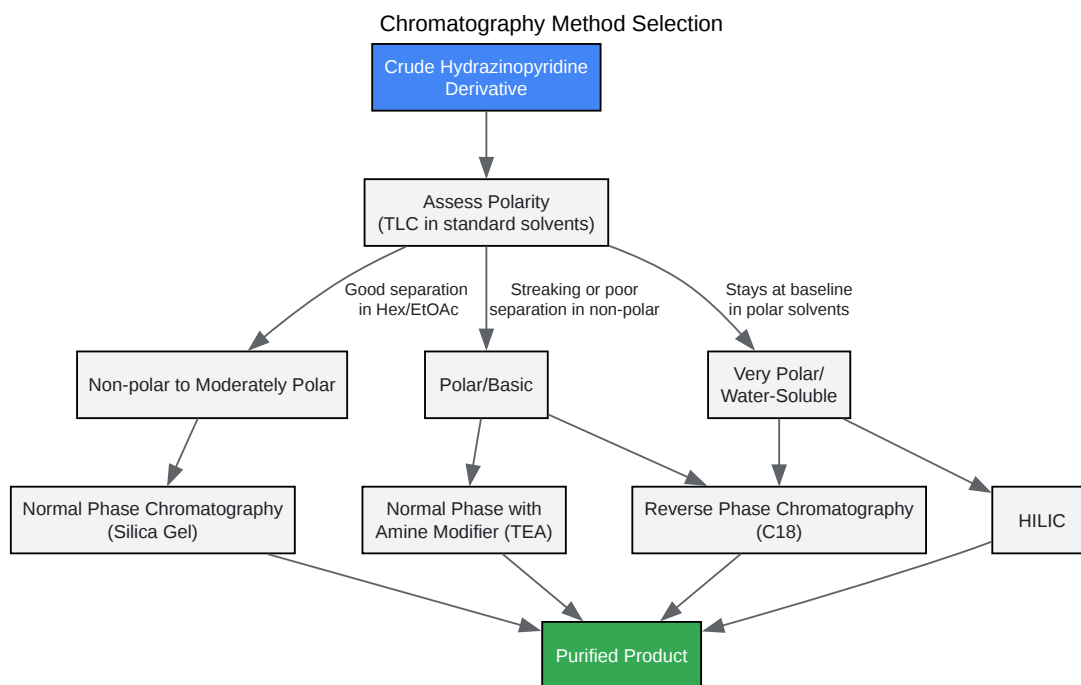 Chromatography Method Selection
Crude Hydrazinopyridine
Derivative
Assess Polarity
(TLC in standard solvents)
Good separation
in Hex/EtOAc
Streaking or poor
separation in non-polar
Stays at baseline
in polar solvents
Non-polar to Moderately Polar
Polar/Basic
Very Polar/
Water-Soluble
Normal Phase Chromatography
(Silica Gel)
Normal Phase with
Amine Modifier (TEA)
Reverse Phase Chromatography
(C18)
HILIC
Purified Product